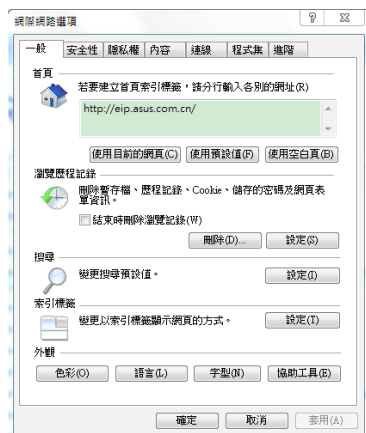 網際網路選項
一般 安全性 隱私權 內容 連線 程式集 進階
首頁
若要建立首頁索引標籤，請分行輸入各別的網址(R)
http://eip.asus.com.cn/
使用目前的網頁(C) 使用預設值(F) 使用空白頁(B)
瀏覽歷程記錄
刪除暫存檔、歷程記錄、Cookie、儲存的密碼及網頁表
單資訊。
結束時刪除瀏覽記錄(W)
刪除(D)... 設定(S)
搜尋
變更搜尋預設值。 設定(I)
索引標籤
變更以索引標籤顯示網頁的方式。 設定(T)
外觀
色彩(O) 語言(L) 字型(N) 協助工具(E)
確定 取消 套用(A)